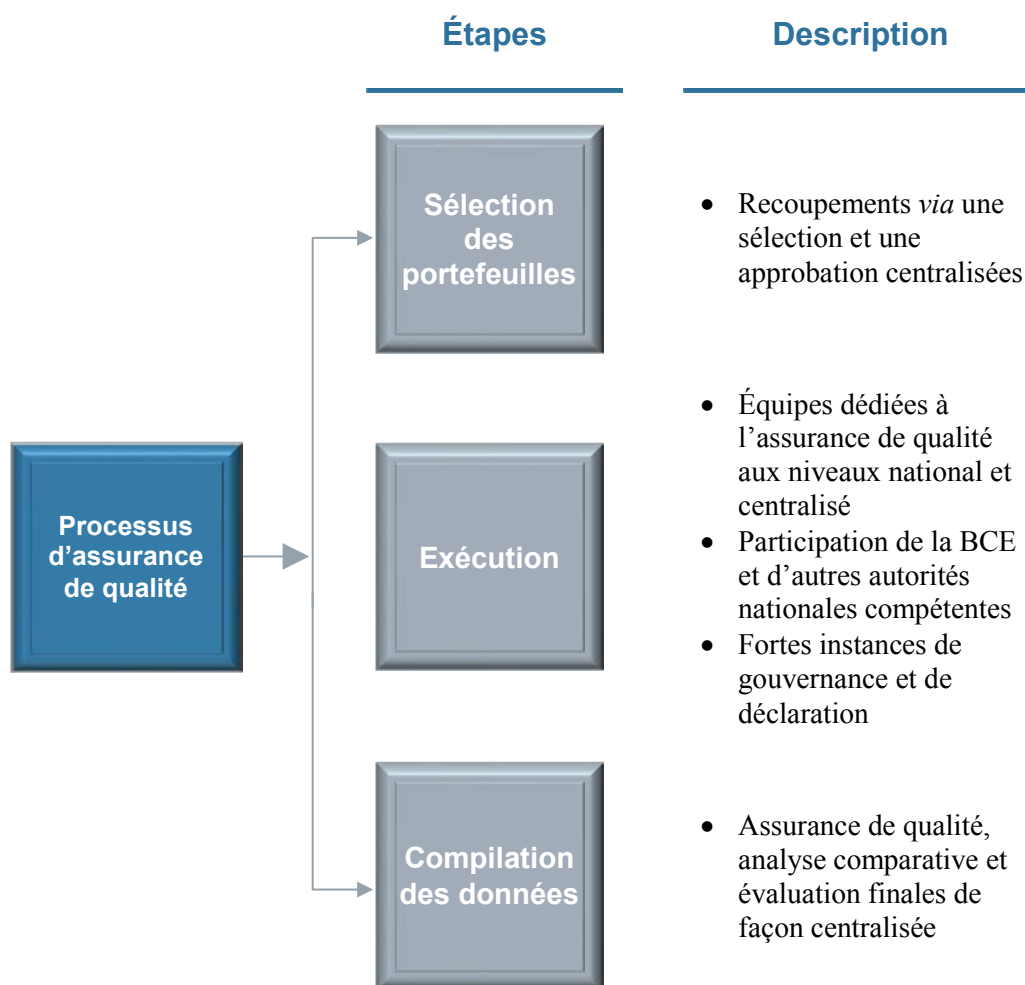 Étapes
Description
Sélection
des
portefeuilles
• Recoupements via une
sélection et une
approbation centralisées
Processus
d’assurance
de qualité
Exécution
• Équipes dédiées à
l’assurance de qualité
aux niveaux national et
centralisé
• Participation de la BCE
et d’autres autorités
nationales compétentes
• Fortes instances de
gouvernance et de
déclaration
Compilation
des données
• Assurance de qualité,
analyse comparative et
évaluation finales de
façon centralisée